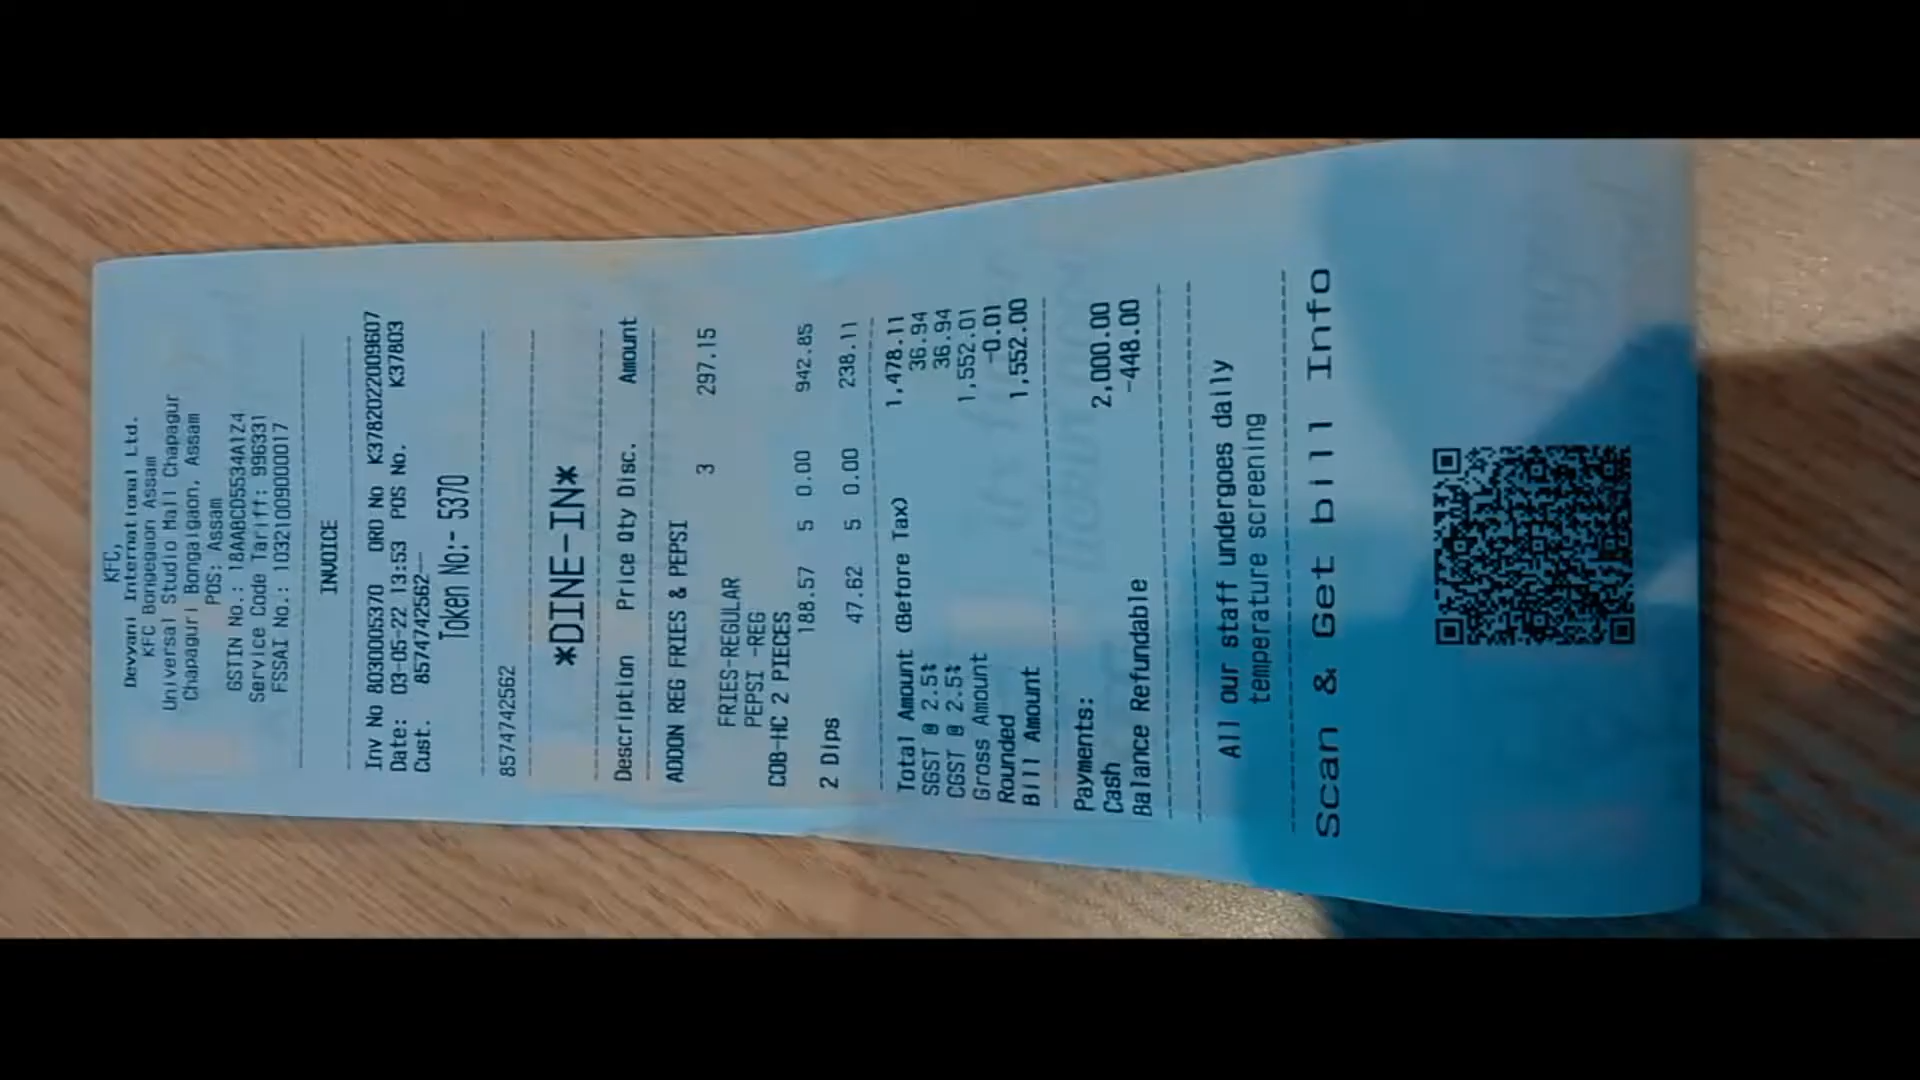 KFC,
Devyani International Ltd.
KFC Bongegaon Assam
Universal Studio Mall Chapagur
Chapaguri Bongaigaon, Assam
POS: Assam
GSTIN No.: 18AABCD5534A1Z4
Service Code Tariff: 996331
FSSAI No.: 10321009000017
INVOICE
Inv No 8030005370 ORD No K3782022009607
Date: 03-05-22 13:53 POS No. K37803
Cust. 8574742562
Token No:- 5370
8574742562
*DINE-IN*
Description Price Qty Disc. Amount
ADDON REG FRIES & PEPSI
3 297.15
FRIES-REGULAR
PEPSI -REG
COB-HC 2 PIECES
188.57 5 0.00 942.85
2 Dips
47.62 5 0.00 238.11
Total Amount (Before Tax) 1,478.11
SGST @ 2.5% 36.94
CGST @ 2.5% 36.94
Gross Amount 1,552.01
Rounded -0.01
Bill Amount 1,552.00
Payments:
Cash 2,000.00
Balance Refundable -448.00
All our staff undergoes daily
temperature screening
Scan & Get bill Info